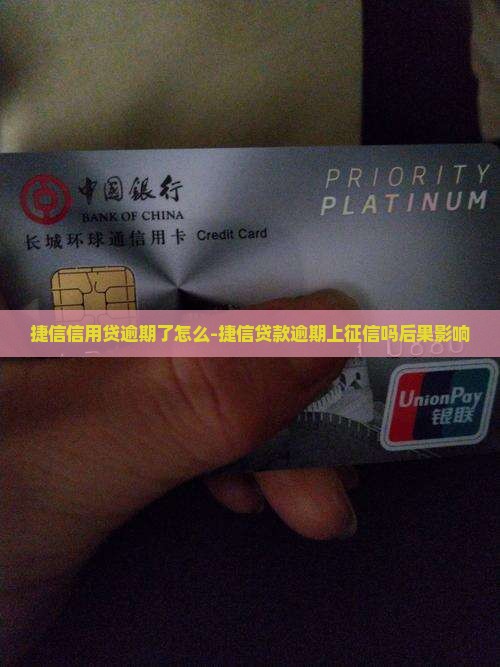 PRIORITY
PLATINUM
中国银行
BANK OF CHINA
长城环球通信用卡 Credit Card
捷信信用贷逾期了怎么-捷信贷款逾期上征信吗后果影响
UnionPay
银联